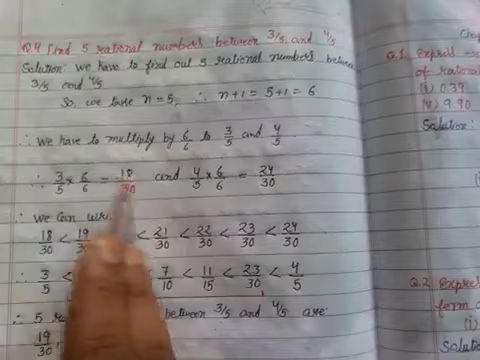 Q.4 Find 5 rational numbers between 3/5 and 4/5
Solution: we have to find out 5 rational numbers between
3/5 and 4/5
So, we take n = 5, ∴ n+1 = 5+1 = 6
∴ We have to multiply by 6/6 to 3/5 and 4/5.
∴ 3/5 × 6/6 = 18/30 and 4/5 × 6/6 = 24/30
∴ We can
18/30 < 19/30 < 21/30 < 22/30 < 23/30 < 24/30
∴ 3/5 < 7/10 < 11/15 < 23/30 < 4/5
∴ 5 between 3/5 and 4/5 are:
19/30,
Q.1 Express
of rational
(i) 0.39
(v) 9.90
Solution:
Q.2 Express
form
(i)
Solution